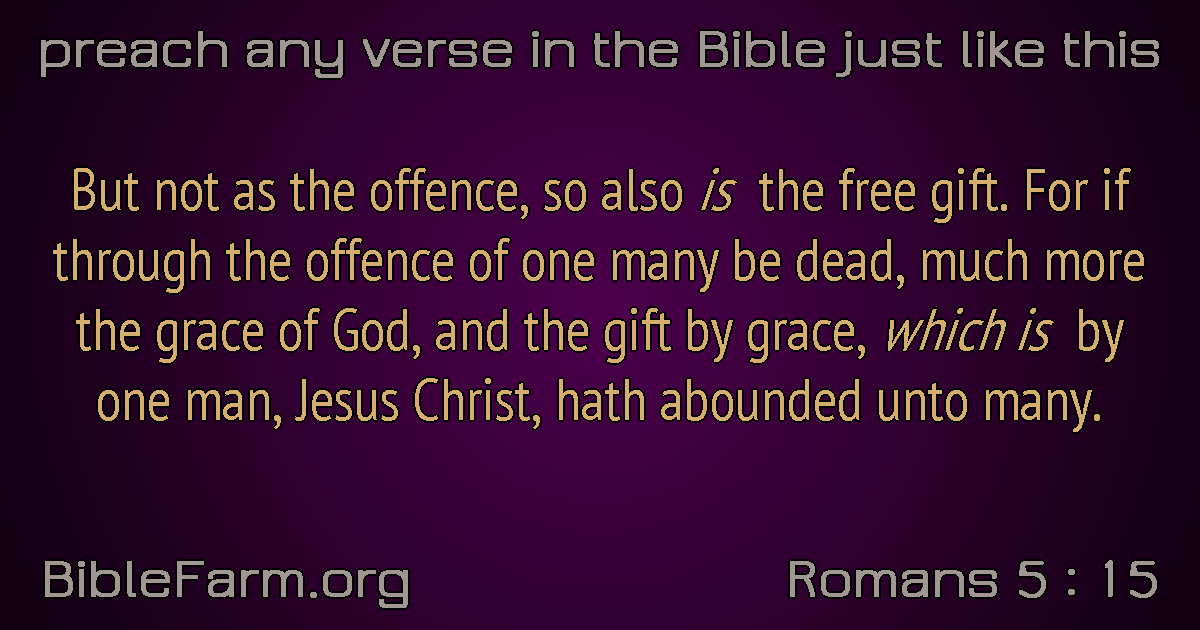 preach any verse in the Bible just like this
But not as the offence, so also is the free gift. For if
through the offence of one many be dead, much more
the grace of God, and the gift by grace, which is by
one man, Jesus Christ, hath abounded unto many.
BibleFarm.org
Romans 5 : 15